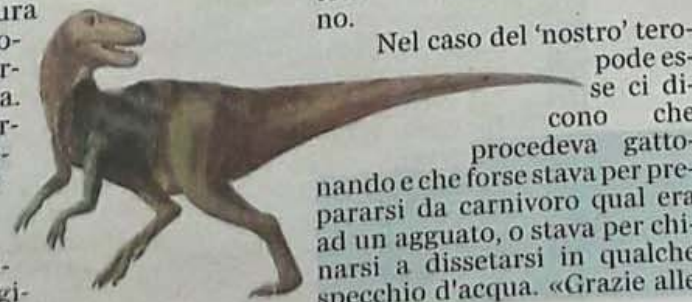 ura
o-
r-
a.
r-
-
-
gi-
no.
Nel caso del ‘nostro’ tero-
pode es-
se ci di-
cono che
procedeva gatto-
nando e che forse stava per pre-
pararsi da carnivoro qual era
ad un agguato, o stava per chi-
narsi a dissetarsi in qualche
specchio d'acqua. «Grazie alle